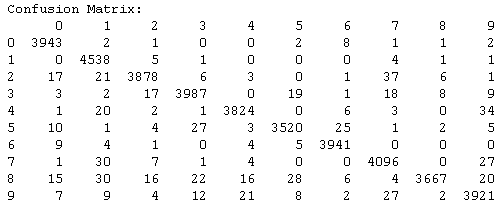 Confusion Matrix:
0 1 2 3 4 5 6 7 8 9
0 3943 2 1 0 0 2 8 1 1 2
1 0 4538 5 1 0 0 0 4 1 1
2 17 21 3878 6 3 0 1 37 6 1
3 3 2 17 3987 0 19 1 18 8 9
4 1 20 2 1 3824 0 6 3 0 34
5 10 1 4 27 3 3520 25 1 2 5
6 9 4 1 0 4 5 3941 0 0 0
7 1 30 7 1 4 0 0 4096 0 27
8 15 30 16 22 16 28 6 4 3667 20
9 7 9 4 12 21 8 2 27 2 3921